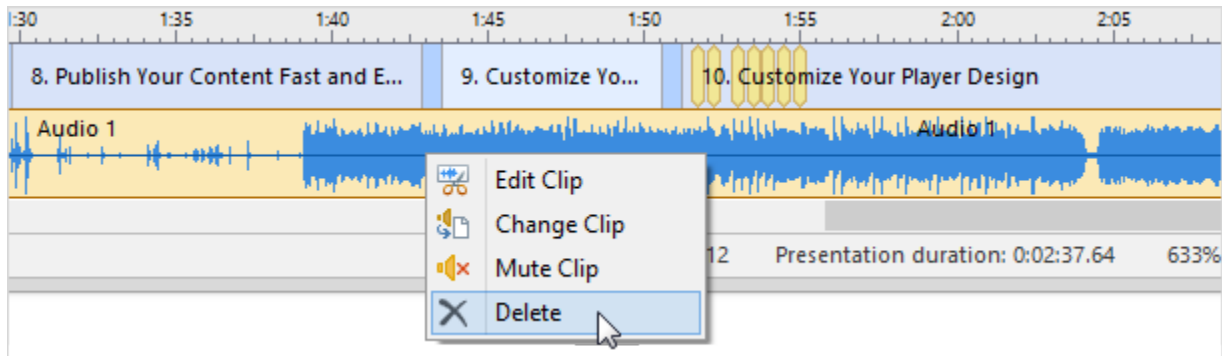 :30 1:35 1:40 1:45 1:50 1:55 2:00 2:05
8. Publish Your Content Fast and E... 9. Customize Yo... 10. Customize Your Player Design
Audio 1 Audio 1
Edit Clip
Change Clip
12 Presentation duration: 0:02:37.64 633%
Mute Clip
Delete